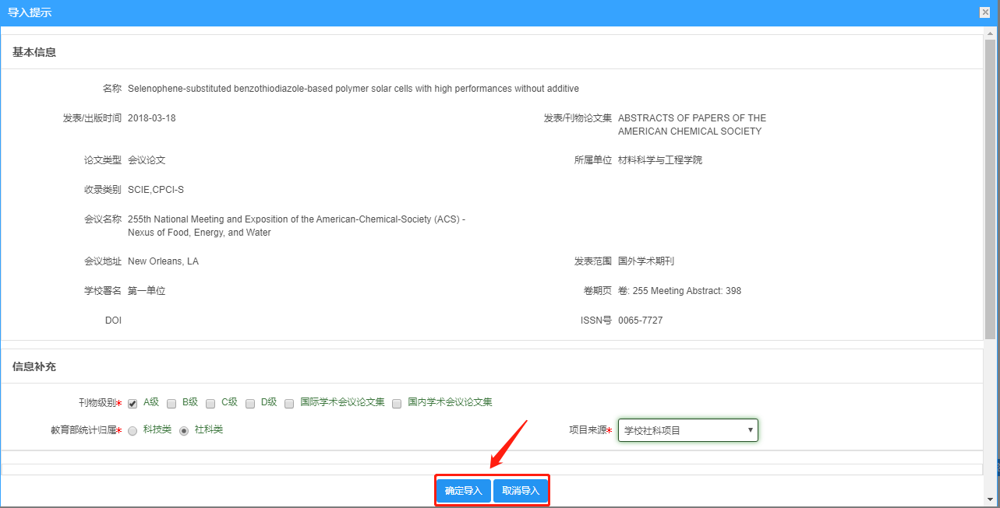 导入提示
基本信息
名称 Selenophene-substituted benzothiodiazole-based polymer solar cells with high performances without additive
发表/出版时间 2018-03-18 发表/刊物论文集 ABSTRACTS OF PAPERS OF THE
AMERICAN CHEMICAL SOCIETY
论文类型 会议论文 所属单位 材料科学与工程学院
收录类别 SCIE,CPCI-S
会议名称 255th National Meeting and Exposition of the American-Chemical-Society (ACS) -
Nexus of Food, Energy, and Water
会议地址 New Orleans, LA 发表范围 国外学术期刊
学校署名 第一单位 卷期页 卷: 255 Meeting Abstract: 398
DOI ISSN号 0065-7727
信息补充
刊物级别* A级 B级 C级 D级 国际学术会议论文集 国内学术会议论文集
教育部统计归属* 科技类 社科类 项目来源* 学校社科项目
确定导入 取消导入